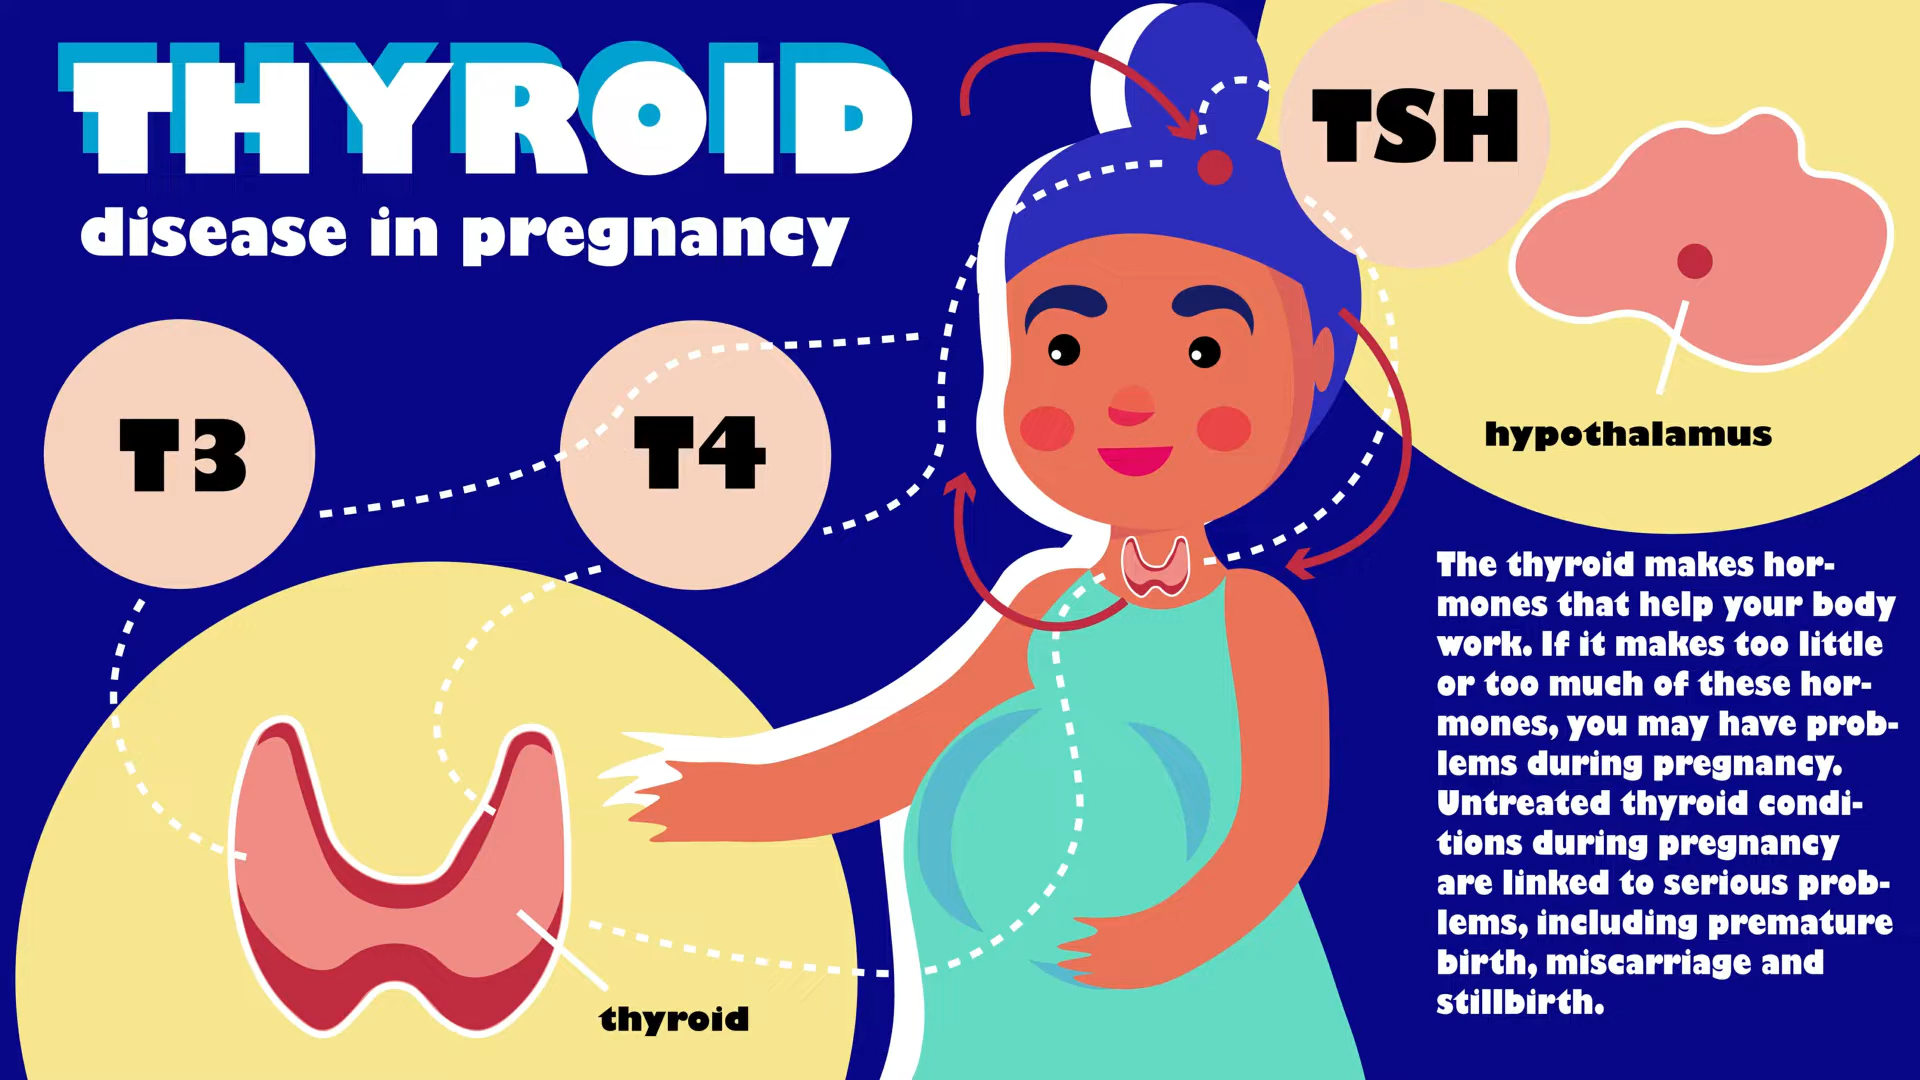 THYROID
disease in pregnancy
TSH
T3
T4
hypothalamus
The thyroid makes hor-
mones that help your body
work. If it makes too little
or too much of these hor-
mones, you may have prob-
lems during pregnancy.
Untreated thyroid condi-
tions during pregnancy
are linked to serious prob-
lems, including premature
birth, miscarriage and
stillbirth.
thyroid